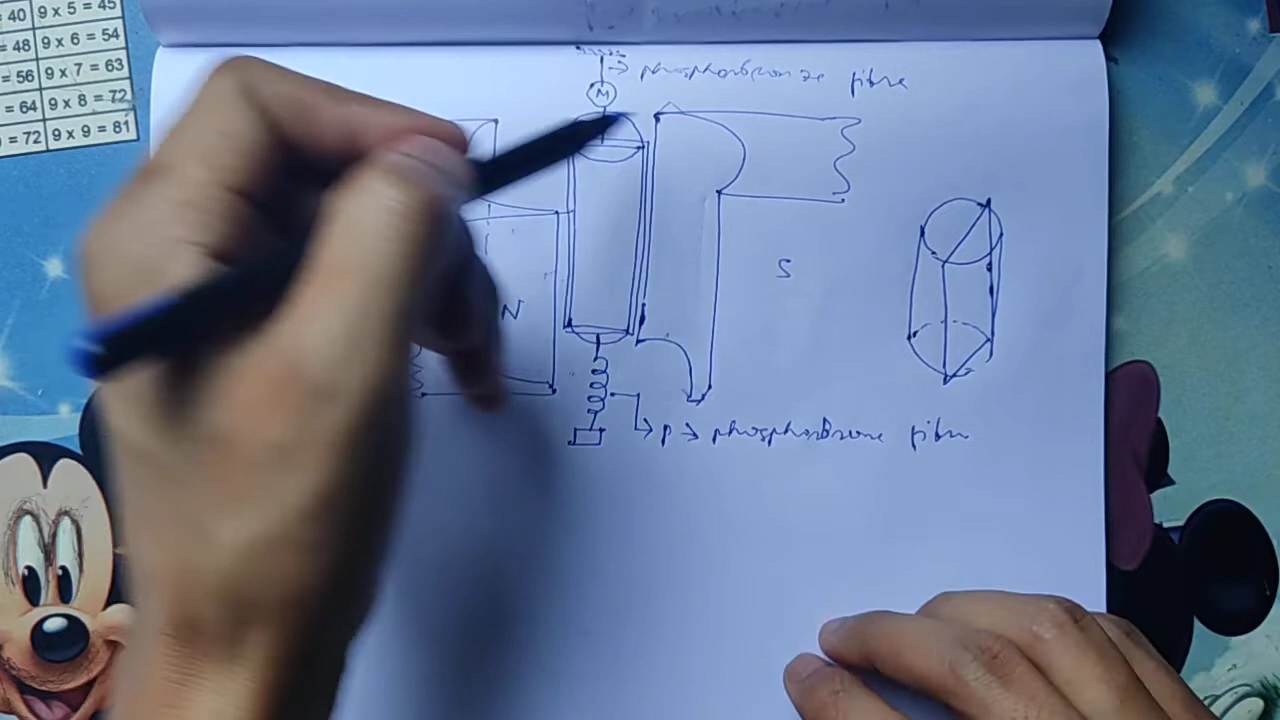 = 40 9 x 5 = 45
= 48 9 x 6 = 54
= 56 9 x 7 = 63
= 64 9 x 8 = 72
= 72 9 x 9 = 81
→ phosphorbronze fibre
M
N
S
→ p → phosphorbronze fibre